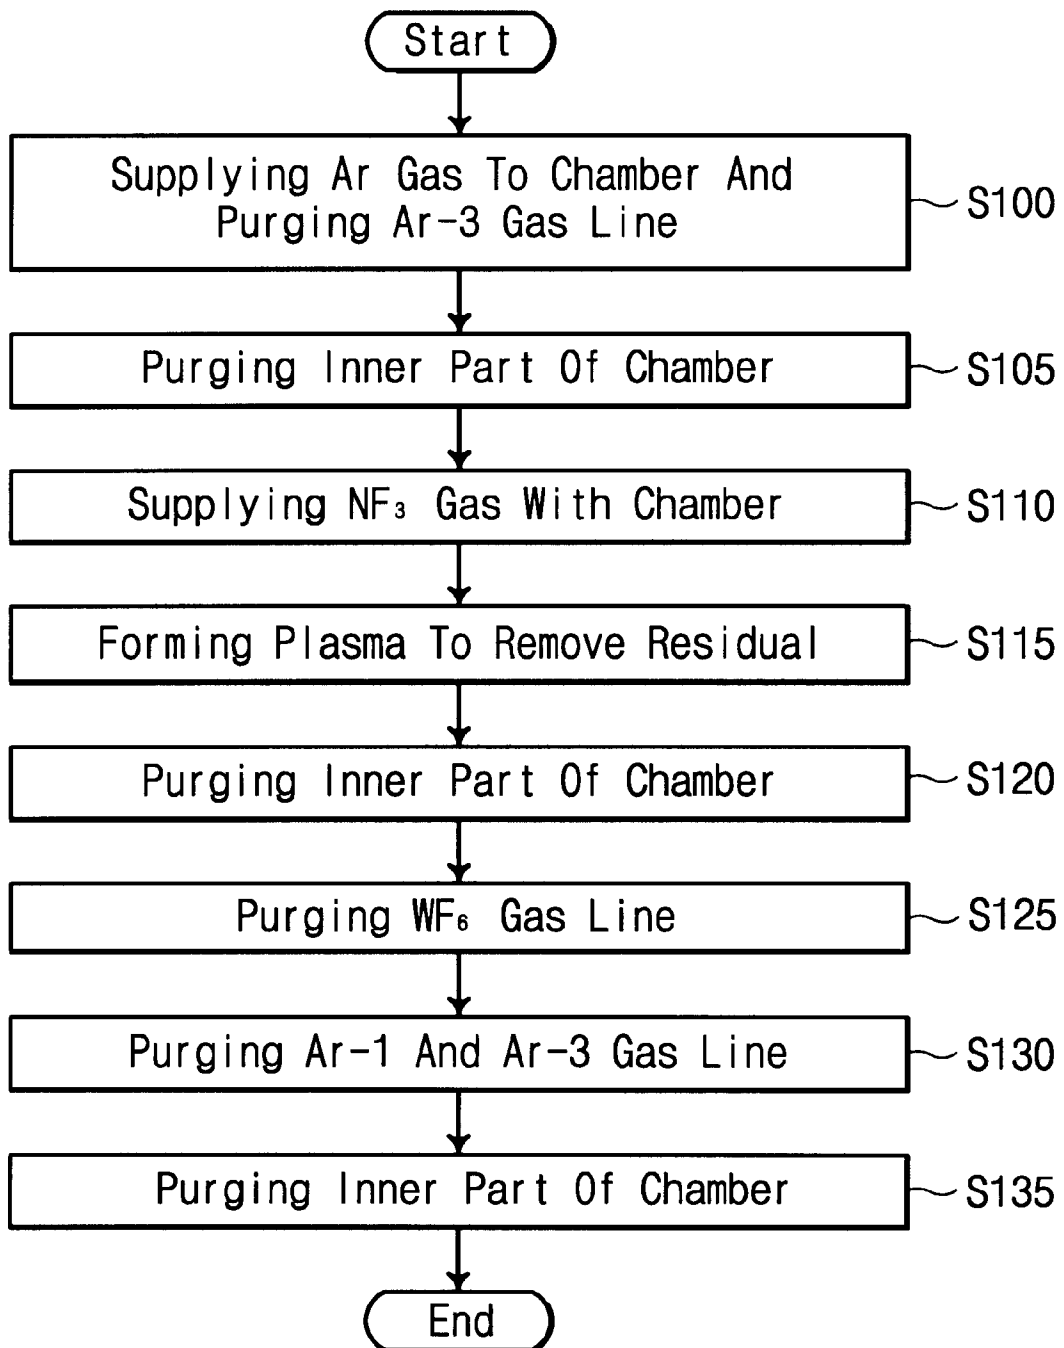 Start
Supplying Ar Gas To Chamber And
Purging Ar-3 Gas Line
S100
Purging Inner Part Of Chamber
S105
Supplying NF₃ Gas With Chamber
S110
Forming Plasma To Remove Residual
S115
Purging Inner Part Of Chamber
S120
Purging WF₆ Gas Line
S125
Purging Ar-1 And Ar-3 Gas Line
S130
Purging Inner Part Of Chamber
S135
End